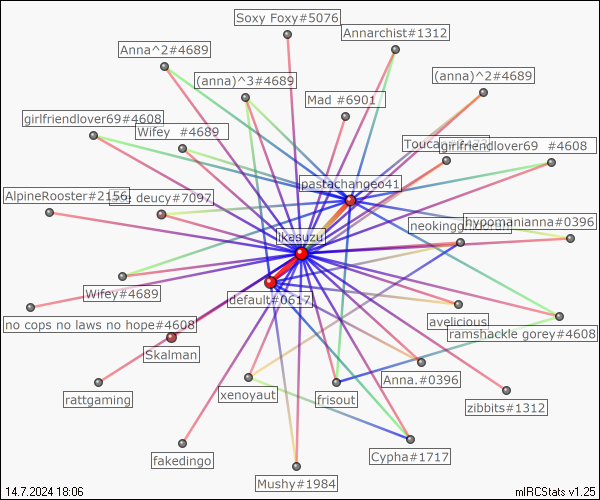 Soxy Foxy#5076
Annarchist#1312
Anna^2#4689
(anna)^3#4689
(anna)^2#4689
Mad #6901
girlfriendlover69#4608
Wifey #4689
girlfriendlover69 #4608
pastachangeo41
AlpineRooster#2156
deucy#7097
hypomanianna#0396
ikasuzu
Wifey#4689
default#0617
no cops no laws no hope#4608
avelicious
ramshackle gorey#4608
Skalman
Anna.#0396
rattgaming
xenoyaut
frisout
zibbits#1312
fakedingo
Cypha#1717
Mushy#1984
14.7.2024 18:06
mIRCStats v1.25